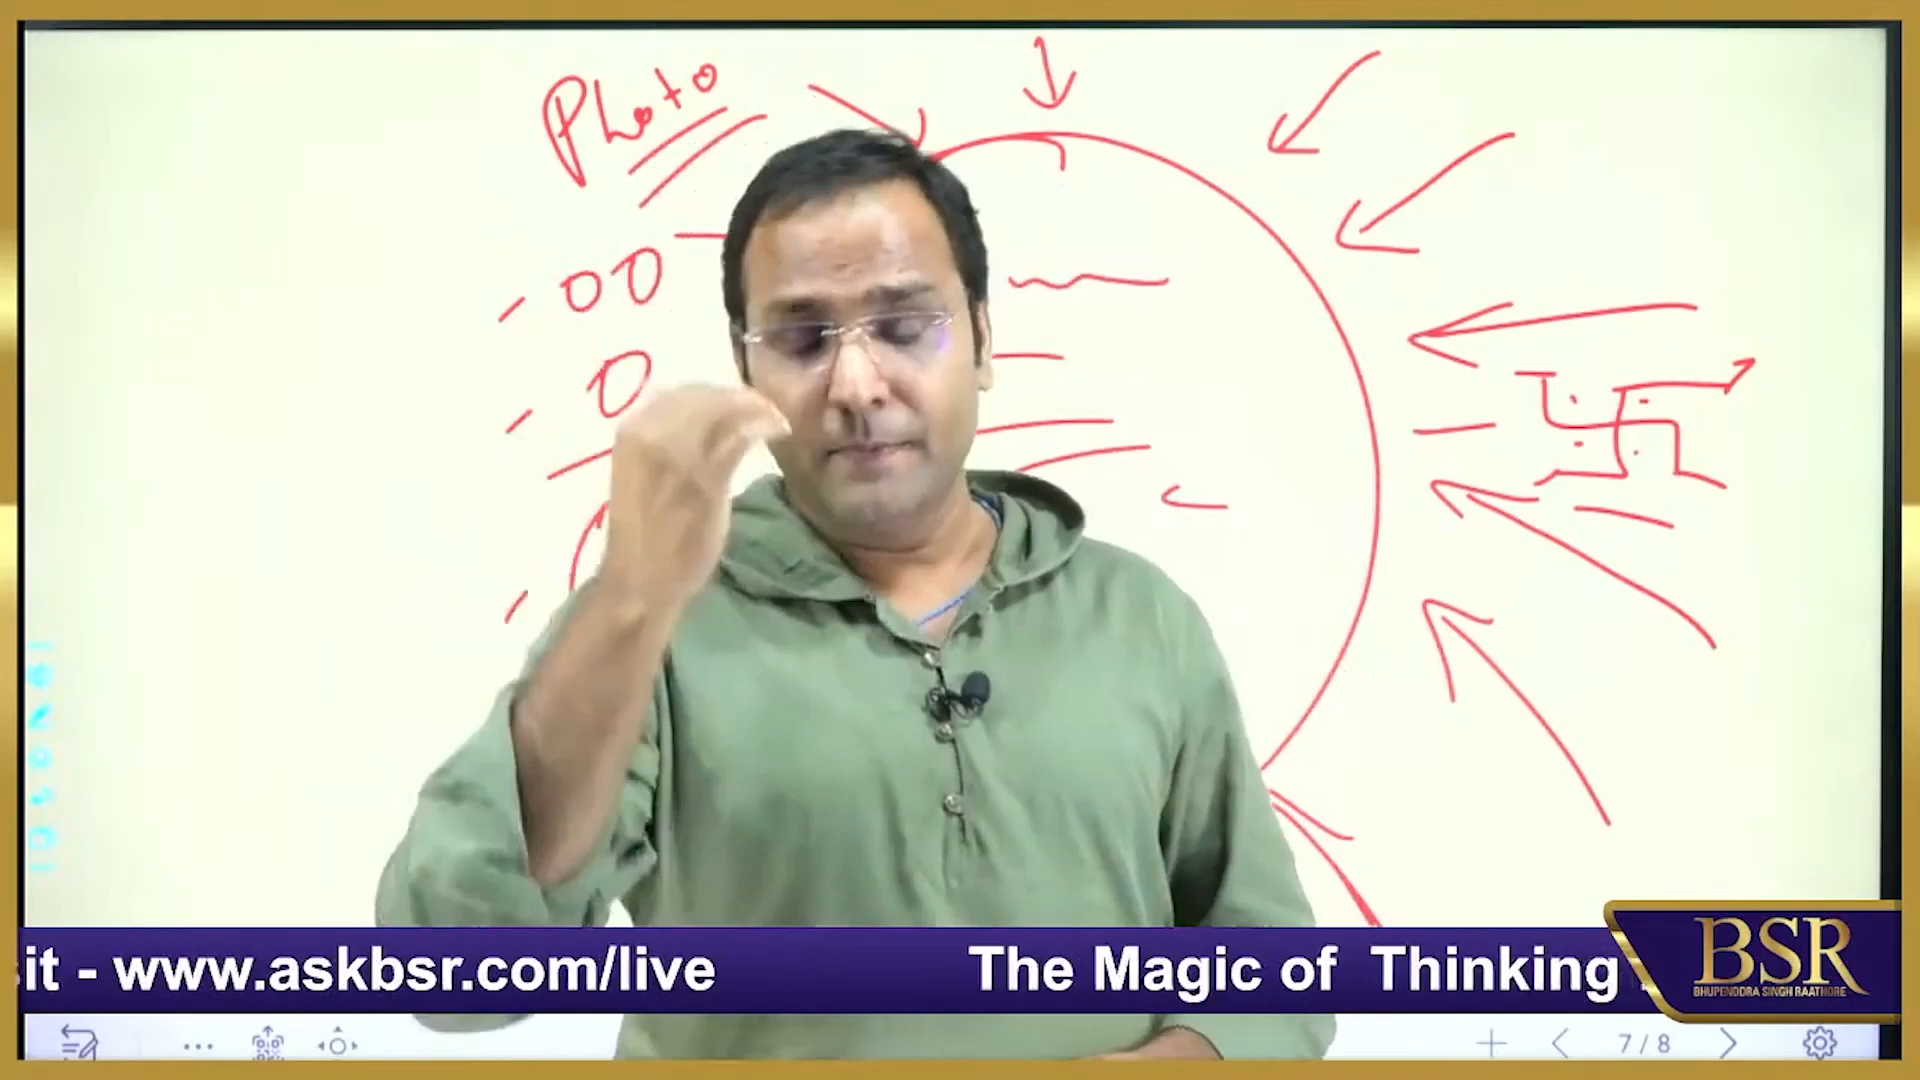 Photo
it - www.askbsr.com/live
The Magic of Thinking
BSR
BHUPENDDRA SINGH RAATHORE
7/8